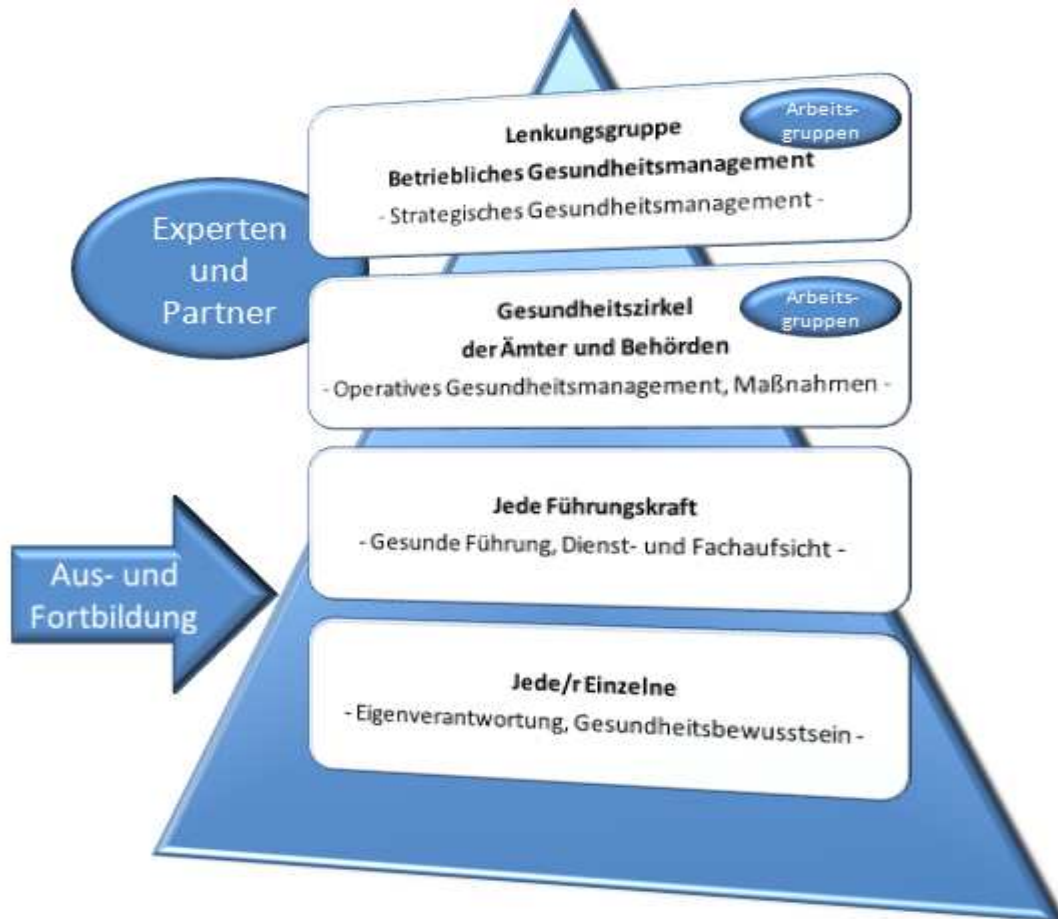 Arbeits-
gruppen
Lenkungsgruppe
Betriebliches Gesundheitsmanagement
- Strategisches Gesundheitsmanagement -
Experten
und
Partner
Arbeits-
gruppen
Gesundheitszirkel
der Ämter und Behörden
- Operatives Gesundheitsmanagement, Maßnahmen -
Jede Führungskraft
- Gesunde Führung, Dienst- und Fachaufsicht -
Aus- und
Fortbildung
Jede/r Einzelne
- Eigenverantwortung, Gesundheitsbewusstsein -